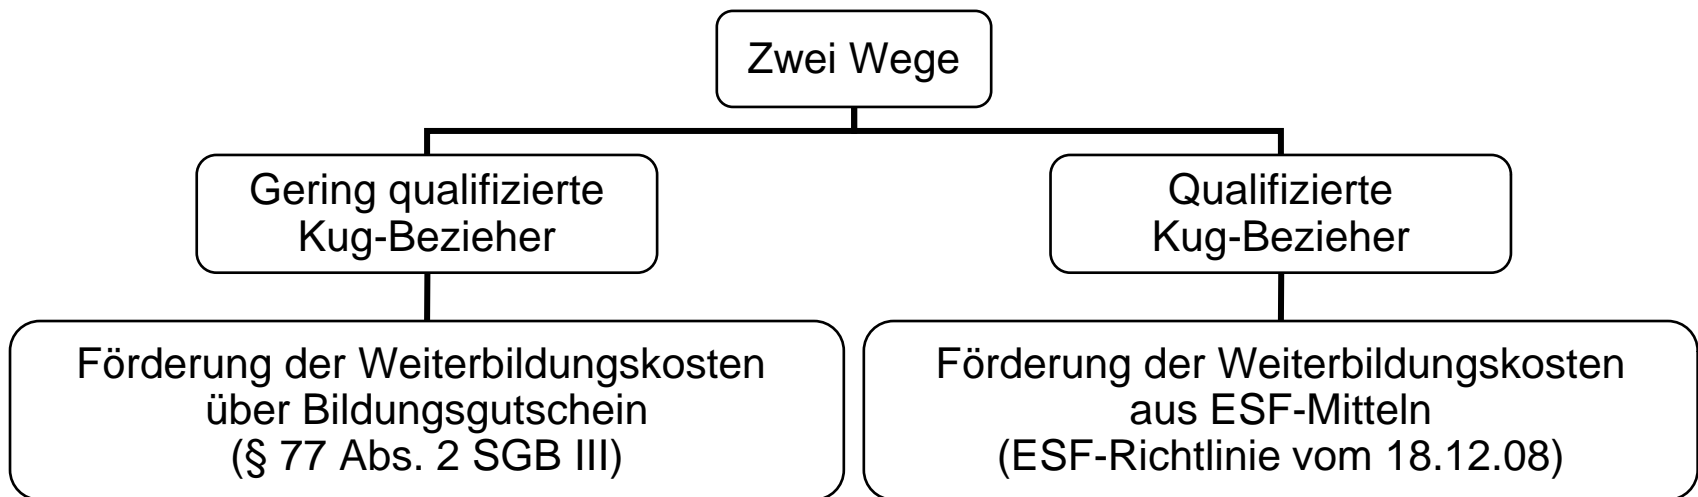 Zwei Wege
Gering qualifizierte
Kug-Bezieher
Qualifizierte
Kug-Bezieher
Förderung der Weiterbildungskosten
über Bildungsgutschein
(§ 77 Abs. 2 SGB III)
Förderung der Weiterbildungskosten
aus ESF-Mitteln
(ESF-Richtlinie vom 18.12.08)